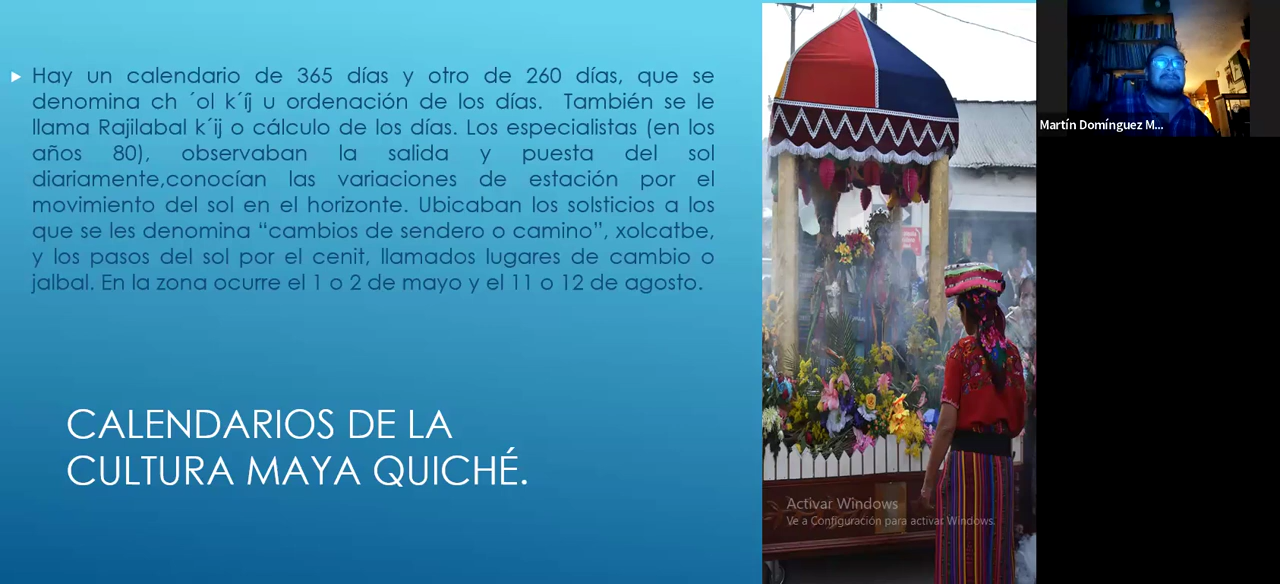 Hay un calendario de 365 días y otro de 260 días, que se
denomina ch ´ol k´íj u ordenación de los días. También se le
llama Rajilabal k´ij o cálculo de los días. Los especialistas (en los
años 80), observaban la salida y puesta del sol
diariamente,conocían las variaciones de estación por el
movimiento del sol en el horizonte. Ubicaban los solsticios a los
que se les denomina “cambios de sendero o camino”, xolcatbe,
y los pasos del sol por el cenit, llamados lugares de cambio o
jalbal. En la zona ocurre el 1 o 2 de mayo y el 11 o 12 de agosto.
CALENDARIOS DE LA
CULTURA MAYA QUICHÉ.
Activar Windows
Ve a Configuración para activar Windows.
Martín Domínguez M...